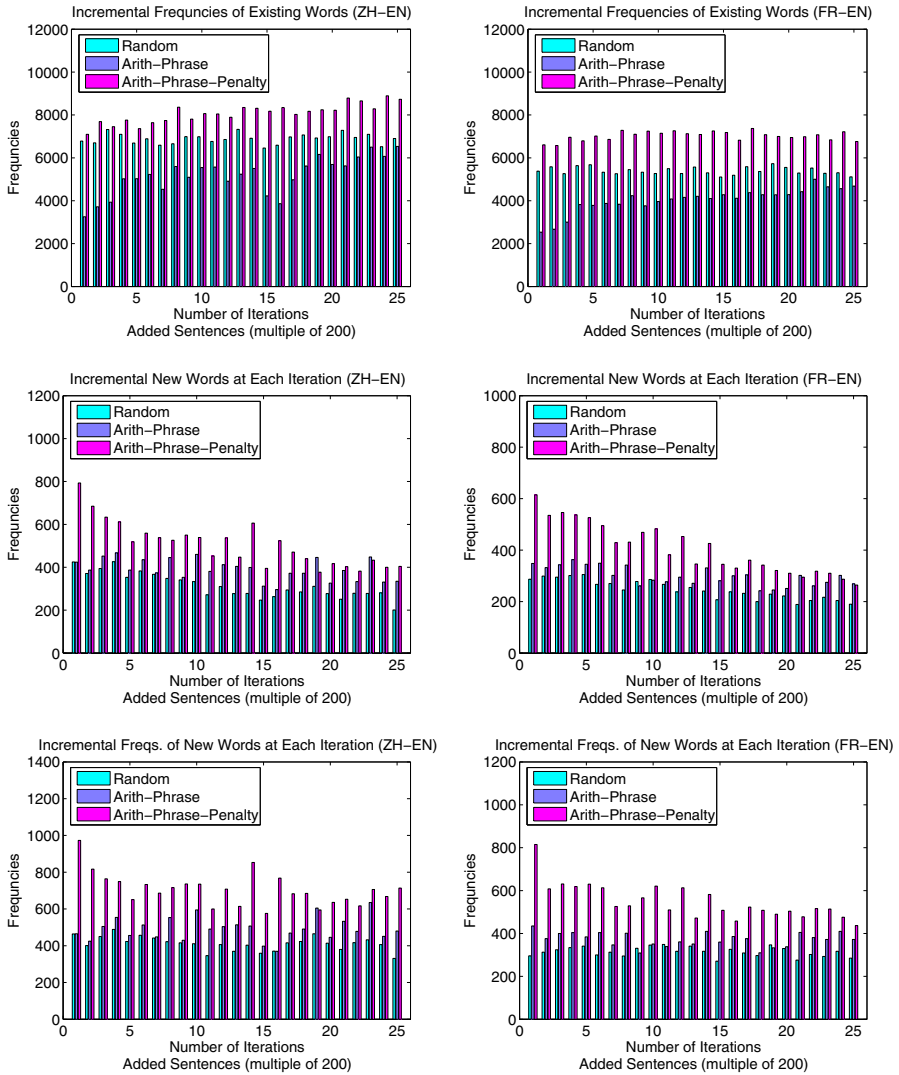 Incremental Frequncies of Existing Words (ZH−EN)
12000
10000
8000
6000
4000
2000
0
Frequncies
Random
Arith−Phrase
Arith−Phrase−Penalty
0 5 10 15 20 25
Number of Iterations
Added Sentences (multiple of 200)
Incremental Frequencies of Existing Words (FR−EN)
12000
10000
8000
6000
4000
2000
0
Frequncies
Random
Arith−Phrase
Arith−Phrase−Penalty
0 5 10 15 20 25
Number of Iterations
Added Sentences (multiple of 200)
Incremental New Words at Each Iteration (ZH−EN)
1200
1000
800
600
400
200
0
Frequncies
Random
Arith−Phrase
Arith−Phrase−Penalty
0 5 10 15 20 25
Number of Iterations
Added Sentences (multiple of 200)
Incremental New Words at Each Iteration (FR−EN)
1000
800
600
400
200
0
Frequncies
Random
Arith−Phrase
Arith−Phrase−Penalty
0 5 10 15 20 25
Number of Iterations
Added Sentences (multiple of 200)
Incremental Freqs. of New Words at Each Iteration (ZH−EN)
1400
1200
1000
800
600
400
200
0
Frequncies
Random
Arith−Phrase
Arith−Phrase−Penalty
0 5 10 15 20 25
Number of Iterations
Added Sentences (multiple of 200)
Incremental Freqs. of New Words at Each Iteration (FR−EN)
1200
1000
800
600
400
200
0
Frequncies
Random
Arith−Phrase
Arith−Phrase−Penalty
0 5 10 15 20 25
Number of Iterations
Added Sentences (multiple of 200)